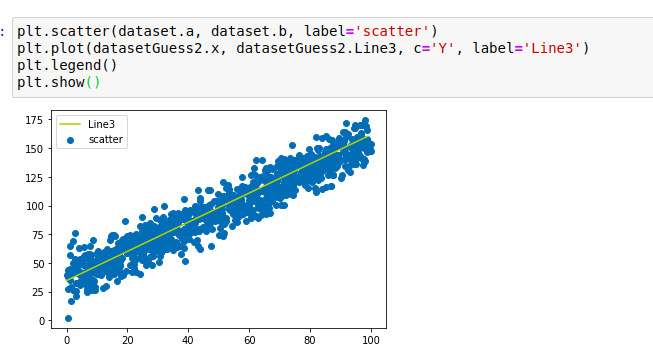 :
plt.scatter(dataset.a, dataset.b, label='scatter')
plt.plot(datasetGuess2.x, datasetGuess2.Line3, c='Y', label='Line3')
plt.legend()
plt.show()
175
150
125
100
75
50
25
0
Line3
scatter
0 20 40 60 80 100